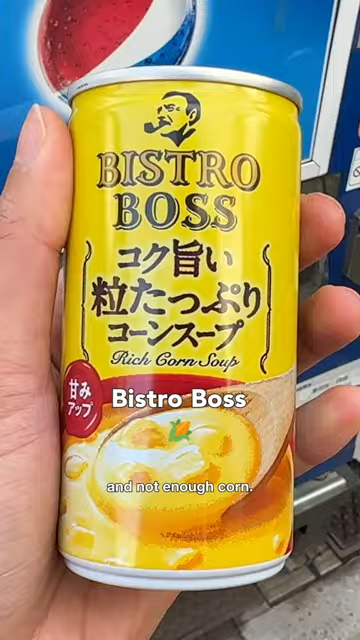 BISTRO
BOSS
コク旨い
粒たっぷり
コーンスープ
Rich Corn Soup
甘み
アップ
Bistro Boss
and not enough corn.